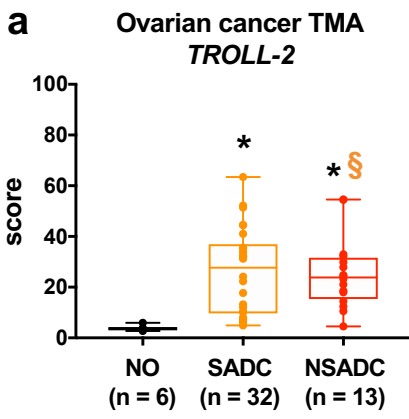 a
Ovarian cancer TMA
TROLL-2
100
80
60
40
20
0
score
*
* §
NO
(n = 6)
SADC
(n = 32)
NSADC
(n = 13)